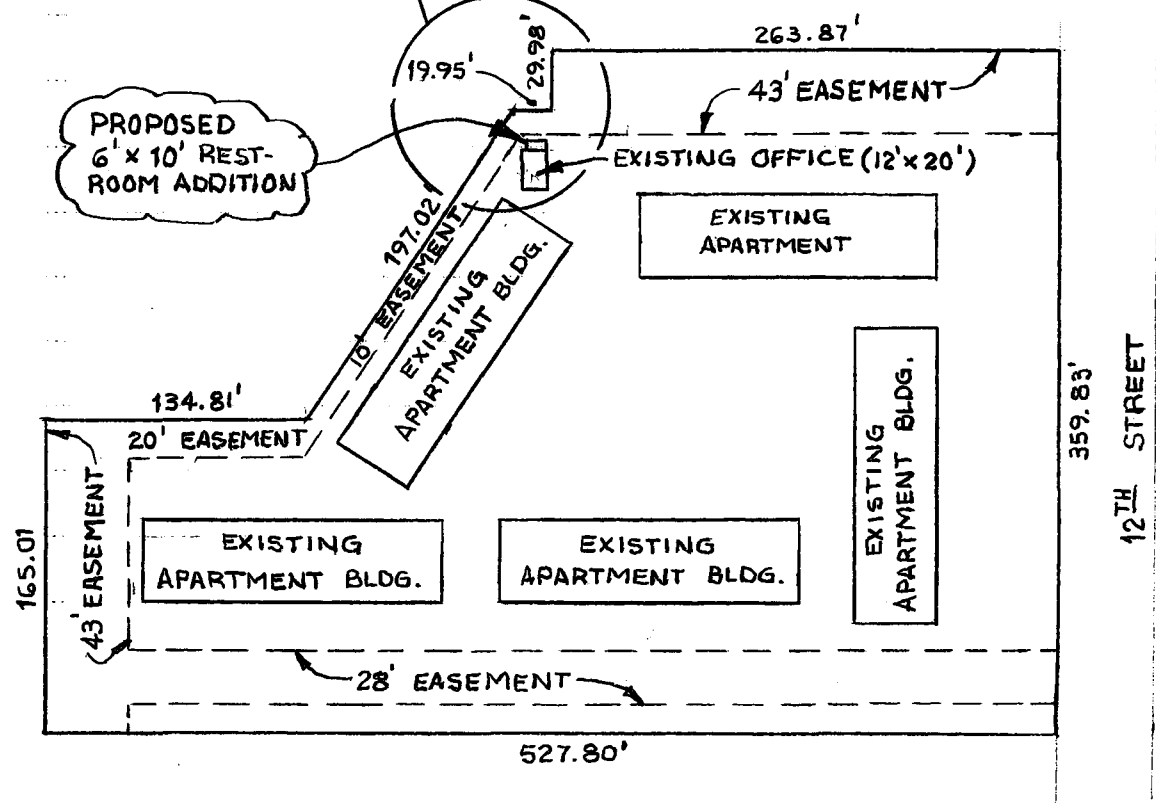 263.87'
29.98'
19.95'
43' EASEMENT
PROPOSED
6' x 10' REST-
ROOM ADDITION
EXISTING OFFICE (12'x20')
EXISTING
APARTMENT
197.02'
10' EASEMENT
EXISTING
APARTMENT BLDG.
134.81'
20' EASEMENT
43' EASEMENT
165.01
EXISTING
APARTMENT BLDG.
EXISTING
APARTMENT BLDG.
EXISTING
APARTMENT BLDG.
359.83'
12TH STREET
28' EASEMENT
527.80'